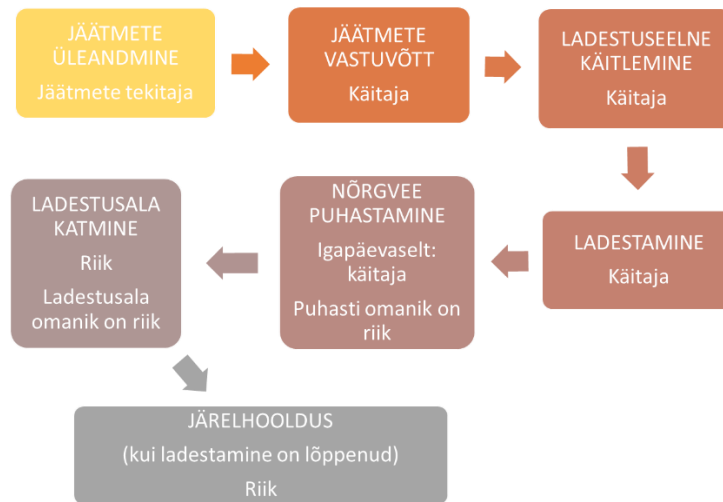 JÄÄTMETE
ÜLEANDMINE
Jäätmete tekitaja
JÄÄTMETE
VASTUVÕTT
Käitaja
LADESTUSEELNE
KÄITLEMINE
Käitaja
LADESTAMINE
Käitaja
NÕRGVEE
PUHASTAMINE
Igapäevaselt:
käitaja
Puhasti omanik on
riik
LADESTUSALA
KATMINE
Riik
Ladestusala
omanik on riik
JÄRELHOOLDUS
(kui ladestamine on lõppenud)
Riik